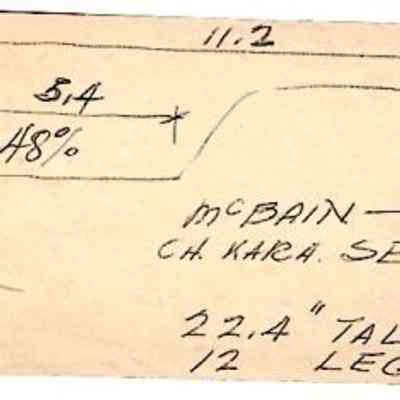 11.2
5.4
48%
McBAIN —
CH. KARA. SE
22.4" TAL
12 LEG